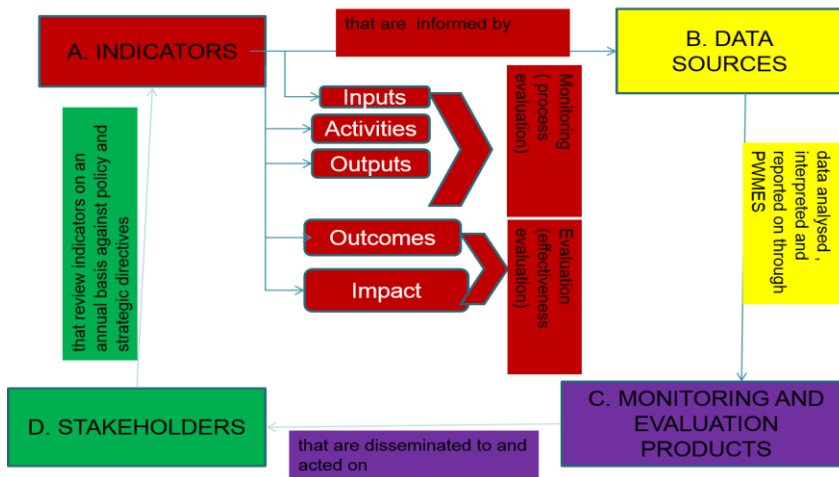 that are informed by
A. INDICATORS
B. DATA
SOURCES
Inputs
Activities
Outputs
Monitoring
( process
evaluation)
Outcomes
Impact
Evaluation
(effectiveness
evaluation)
data analysed ,
interpreted and
reported on through
PWMES
that review indicators on an
annual basis against policy and
strategic directives
C. MONITORING AND
EVALUATION
PRODUCTS
D. STAKEHOLDERS
that are disseminated to and
acted on